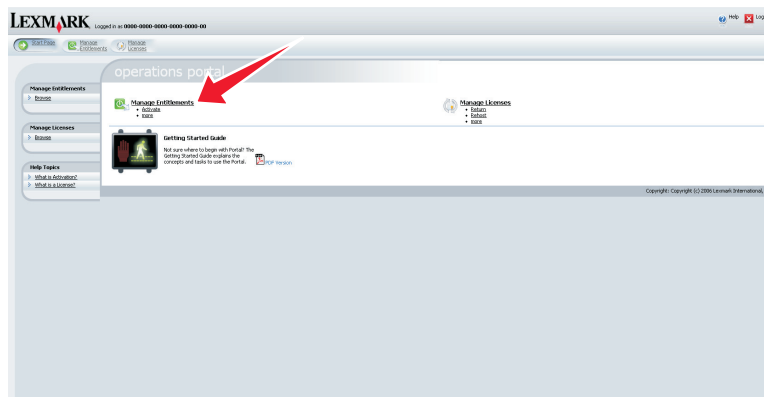 LEXMARK Logged in as 0000-0000-0000-0000-0000-00
Help Log
Start Page Manage Entitlements Manage Licenses
operations portal
Manage Entitlements
Browse
Manage Licenses
Browse
Help Topics
What is Activation?
What is a License?
Manage Entitlements
Activate
more
Manage Licenses
Return
Rehost
more
Getting Started Guide
Not sure where to begin with Portal? The
Getting Started Guide explains the
concepts and tasks to use the Portal.
PDF Version
Copyright: Copyright (c) 2006 Lexmark International,